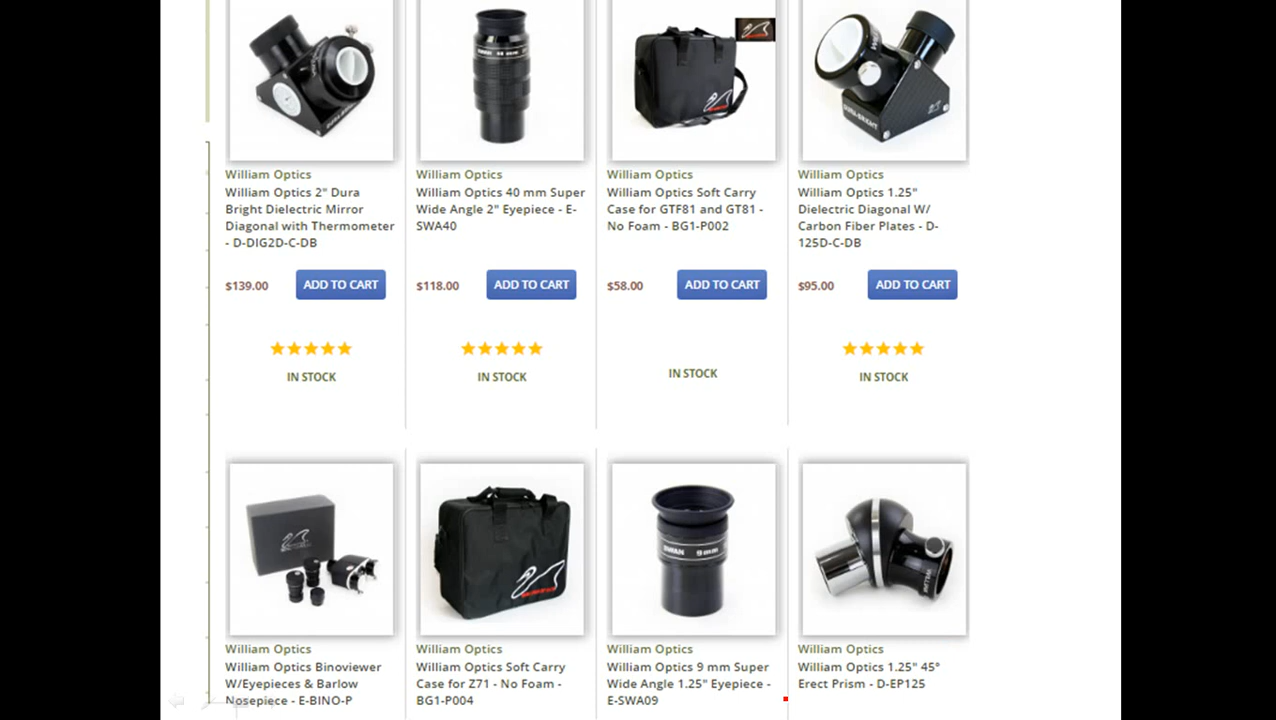 William Optics
William Optics 2" Dura
Bright Dielectric Mirror
Diagonal with Thermometer
- D-DIG2D-C-DB
$139.00
ADD TO CART
IN STOCK
William Optics
William Optics 40 mm Super
Wide Angle 2" Eyepiece - E-
SWA40
$118.00
ADD TO CART
IN STOCK
William Optics
William Optics Soft Carry
Case for GTF81 and GT81 -
No Foam - BG1-P002
$58.00
ADD TO CART
IN STOCK
DURA-BRIGHT
William Optics
William Optics 1.25"
Dielectric Diagonal W/
Carbon Fiber Plates - D-
125D-C-DB
$95.00
ADD TO CART
IN STOCK
William Optics
William Optics Binoviewer
W/Eyepieces & Barlow
Nosepiece - E-BINO-P
William Optics
William Optics Soft Carry
Case for Z71 - No Foam -
BG1-P004
SWAN 9mm
William Optics
William Optics 9 mm Super
Wide Angle 1.25" Eyepiece -
E-SWA09
William Optics
William Optics 1.25" 45°
Erect Prism - D-EP125